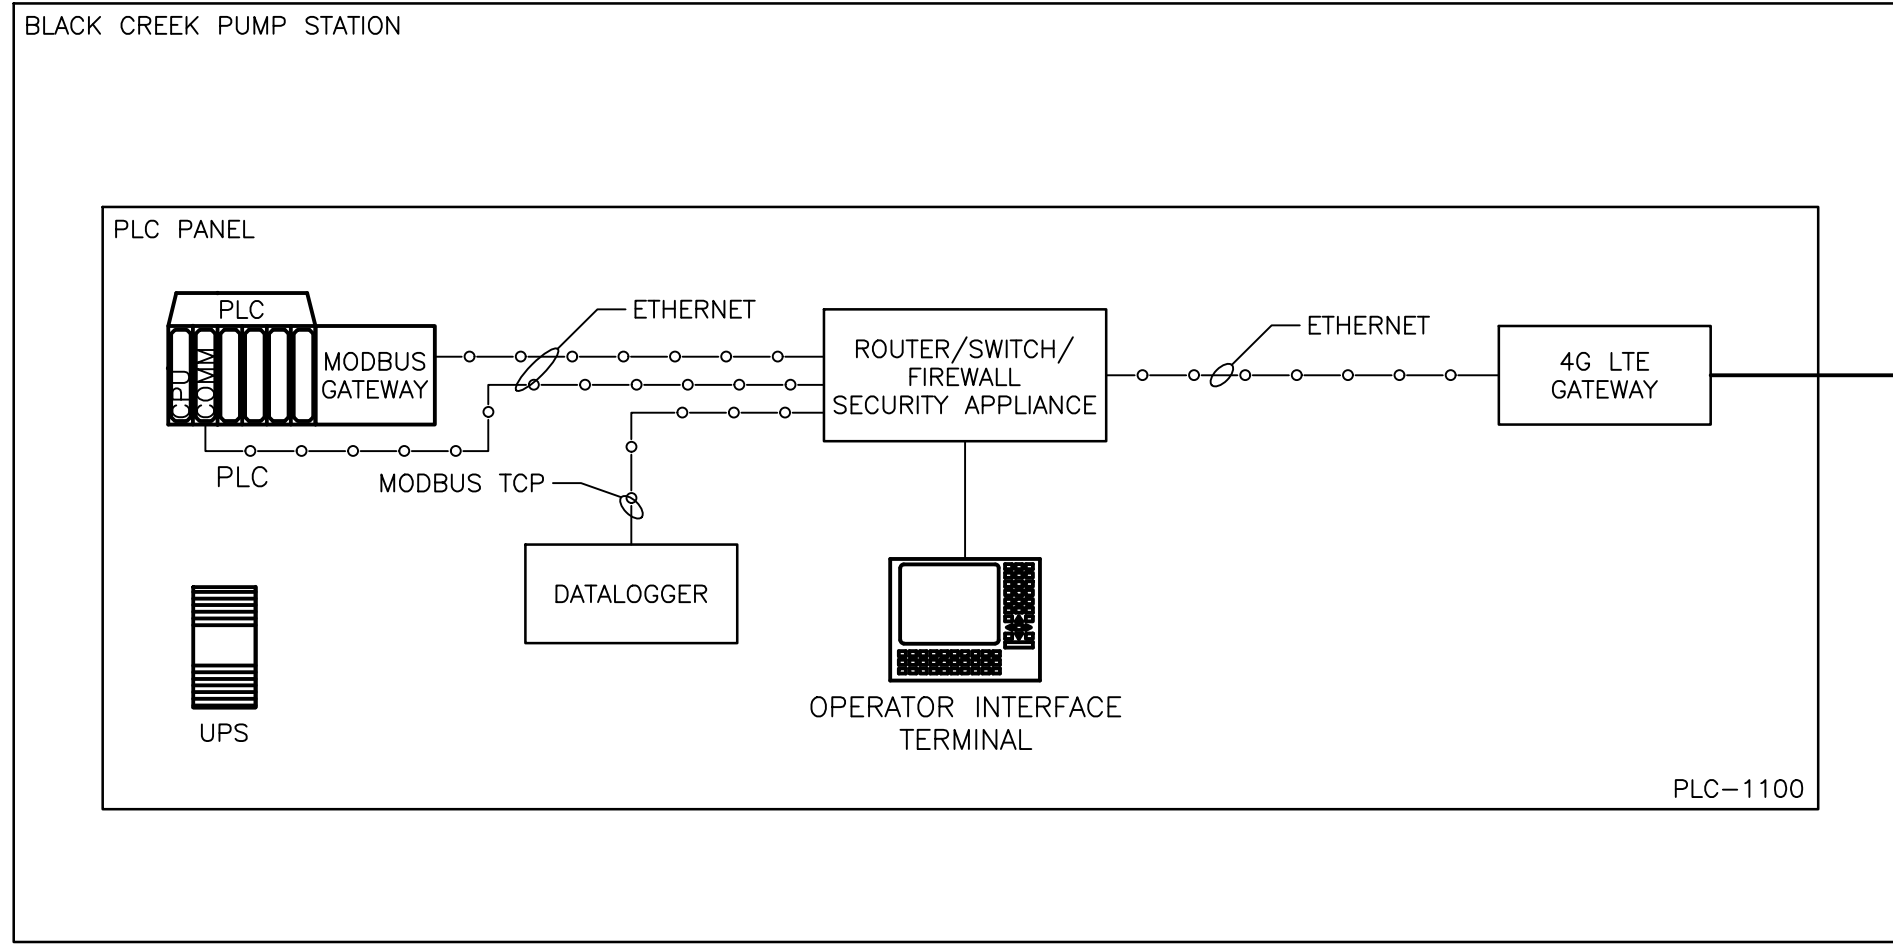 BLACK CREEK PUMP STATION
PLC PANEL
PLC
CPU
COMM
MODBUS
GATEWAY
ETHERNET
ROUTER/SWITCH/
FIREWALL
SECURITY APPLIANCE
ETHERNET
4G LTE
GATEWAY
PLC
MODBUS TCP
DATALOGGER
UPS
OPERATOR INTERFACE
TERMINAL
PLC-1100